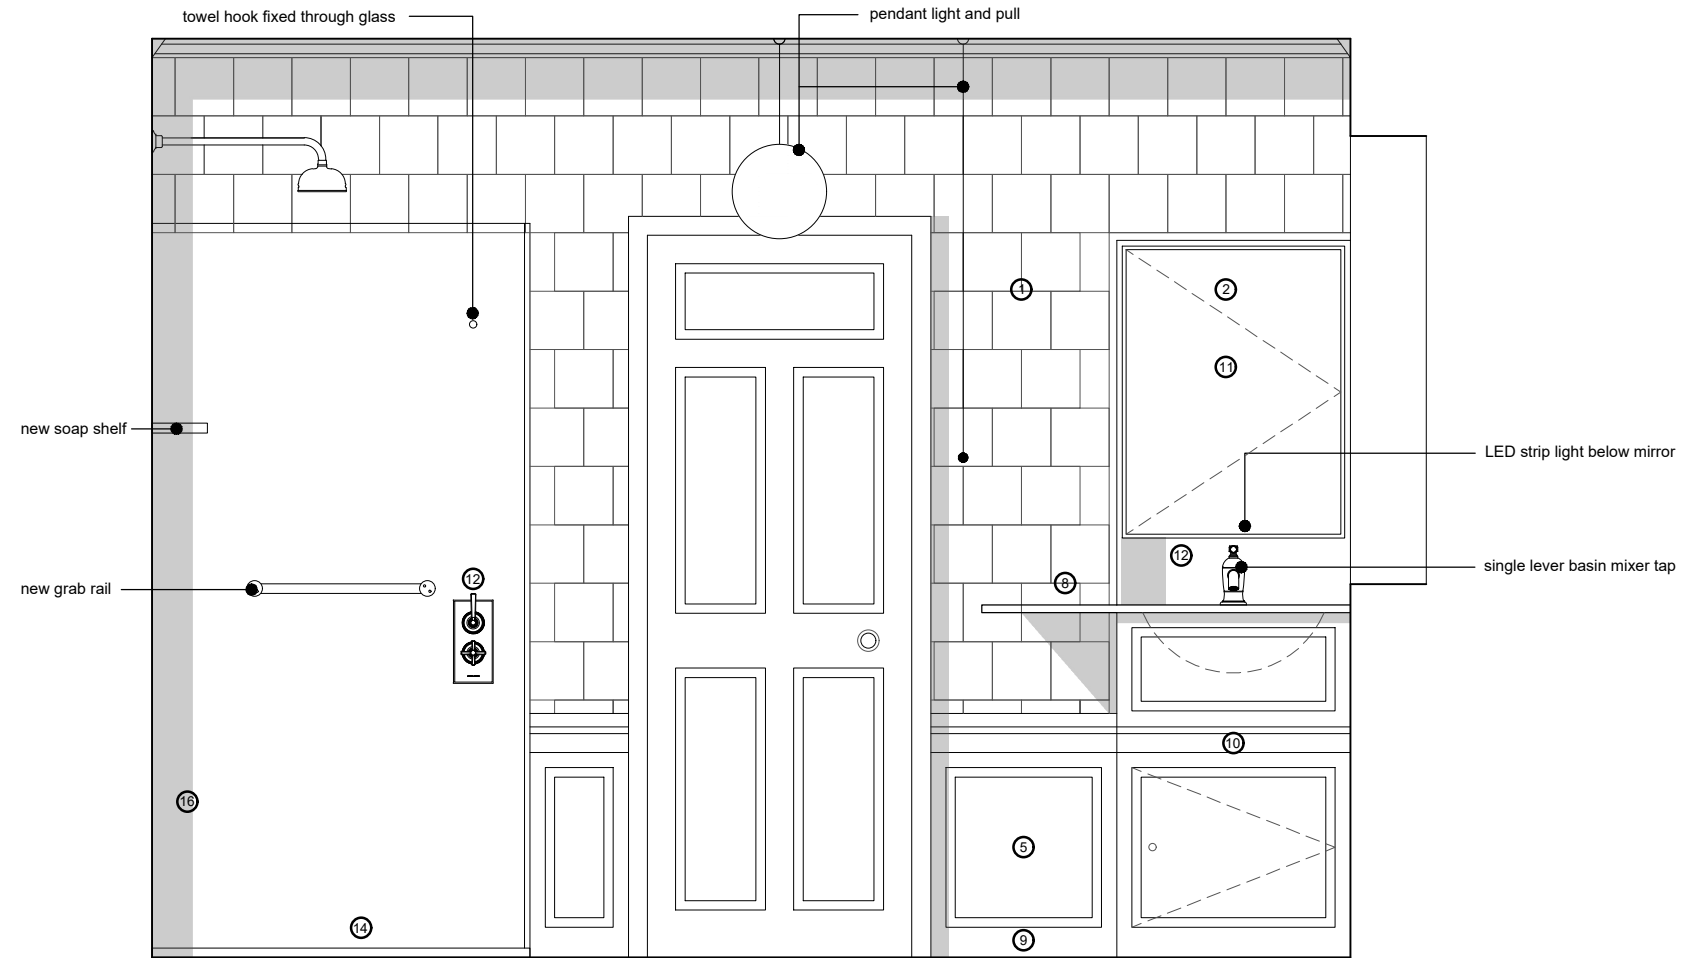 towel hook fixed through glass
pendant light and pull
1
2
11
new soap shelf
LED strip light below mirror
12
single lever basin mixer tap
12
8
new grab rail
10
16
5
14
9